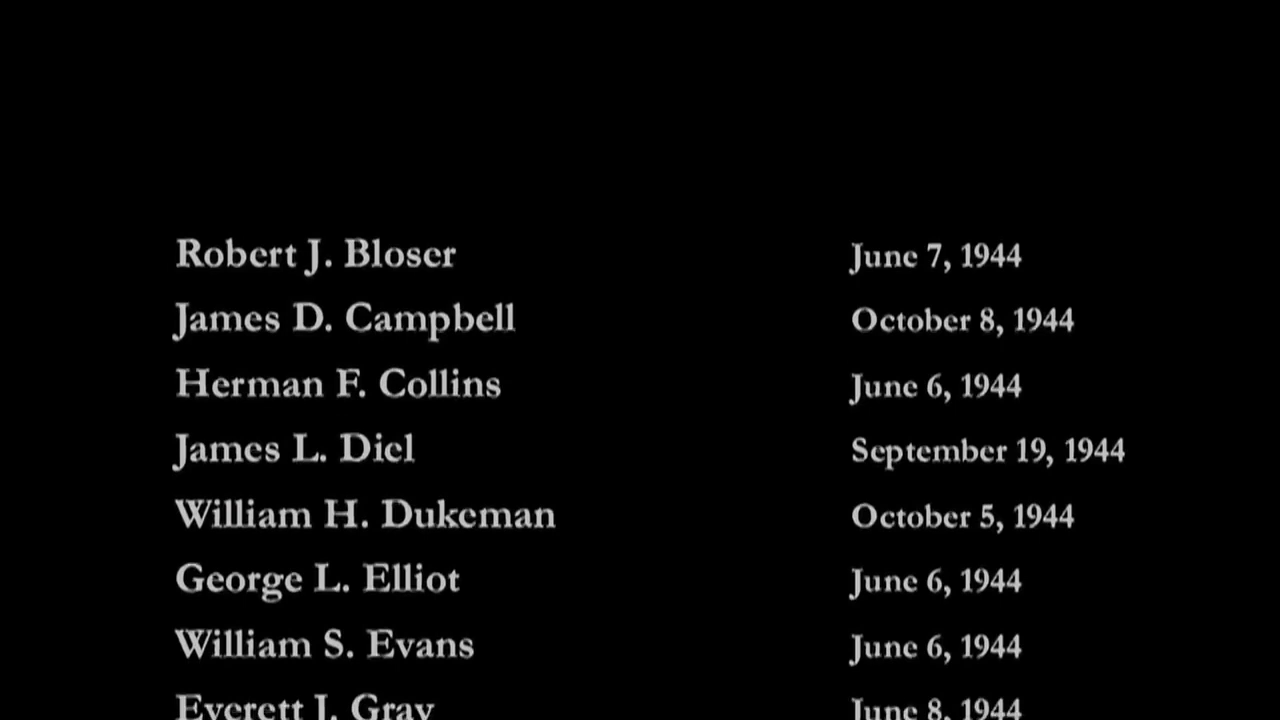 Robert J. Bloser June 7, 1944
James D. Campbell October 8, 1944
Herman F. Collins June 6, 1944
James L. Diel September 19, 1944
William H. Dukeman October 5, 1944
George L. Elliot June 6, 1944
William S. Evans June 6, 1944
Everett J. Gray June 8, 1944